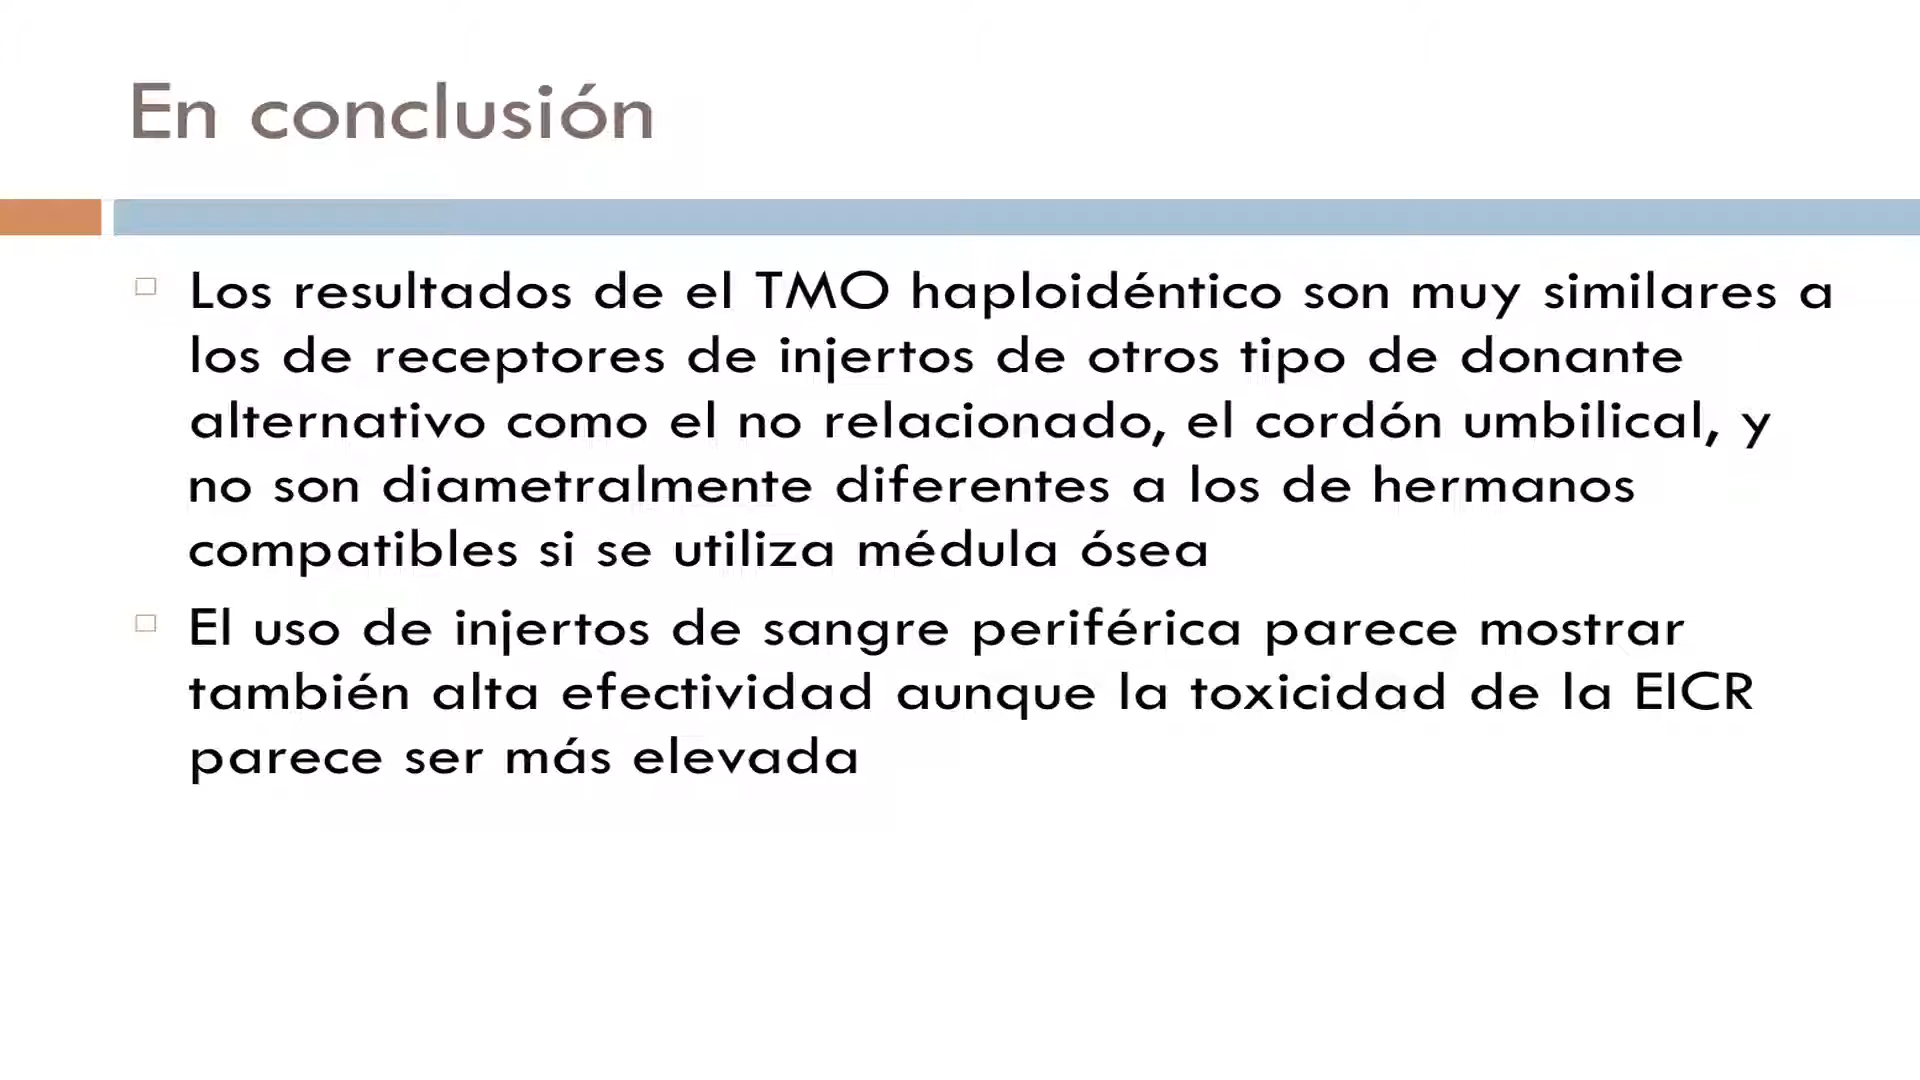 En conclusión
Los resultados de el TMO haploidéntico son muy similares a
los de receptores de injertos de otros tipo de donante
alternativo como el no relacionado, el cordón umbilical, y
no son diametralmente diferentes a los de hermanos
compatibles si se utiliza médula ósea
El uso de injertos de sangre periférica parece mostrar
también alta efectividad aunque la toxicidad de la EICR
parece ser más elevada